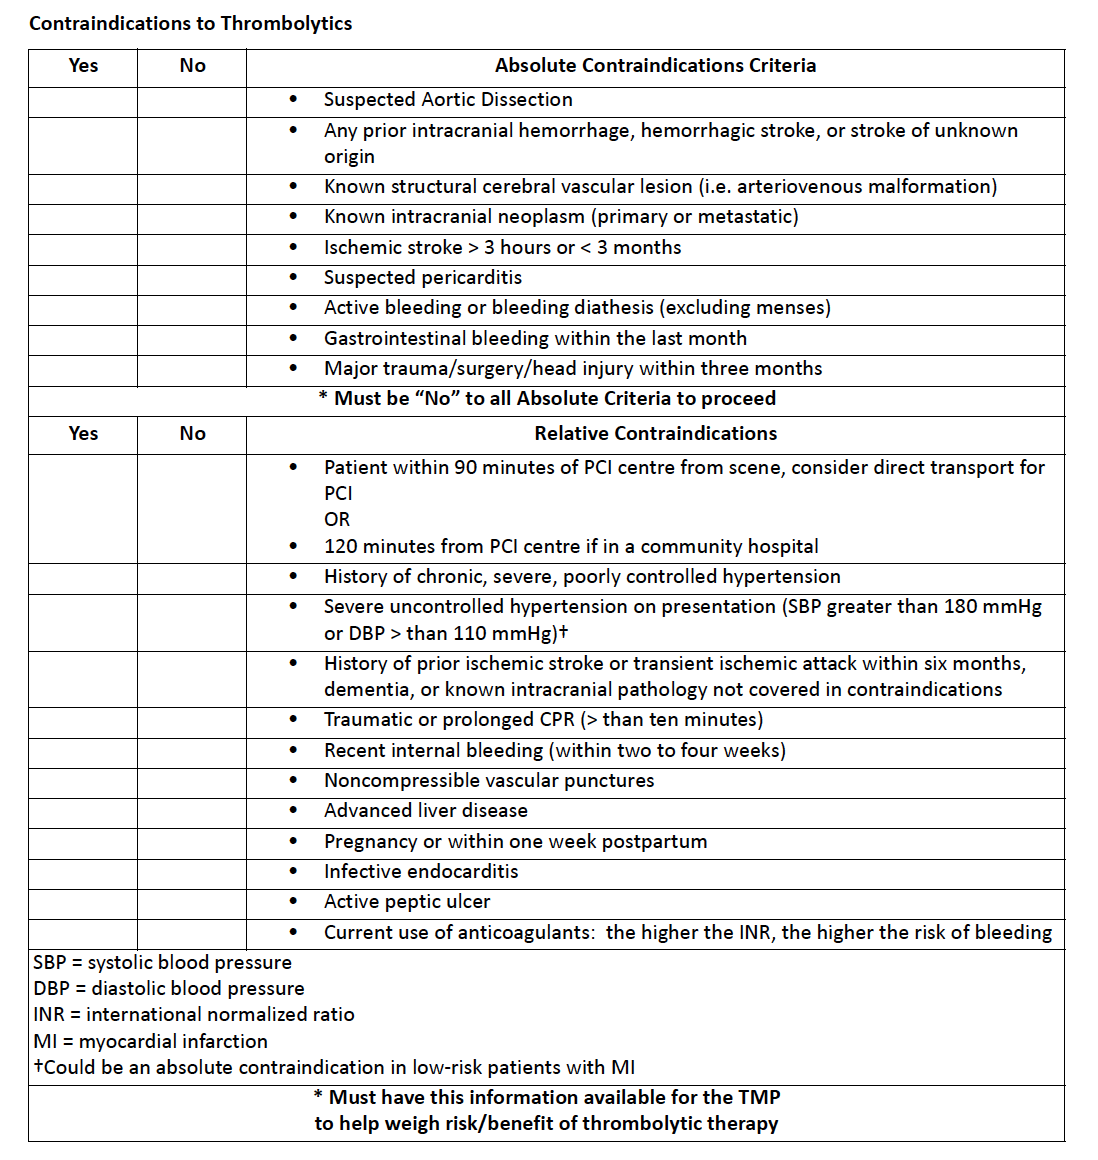 Contraindications to Thrombolytics
Yes No Absolute Contraindications Criteria
• Suspected Aortic Dissection
• Any prior intracranial hemorrhage, hemorrhagic stroke, or stroke of unknown
origin
• Known structural cerebral vascular lesion (i.e. arteriovenous malformation)
• Known intracranial neoplasm (primary or metastatic)
• Ischemic stroke > 3 hours or < 3 months
• Suspected pericarditis
• Active bleeding or bleeding diathesis (excluding menses)
• Gastrointestinal bleeding within the last month
• Major trauma/surgery/head injury within three months
* Must be “No” to all Absolute Criteria to proceed
Yes No Relative Contraindications
• Patient within 90 minutes of PCI centre from scene, consider direct transport for
PCI
OR
• 120 minutes from PCI centre if in a community hospital
• History of chronic, severe, poorly controlled hypertension
• Severe uncontrolled hypertension on presentation (SBP greater than 180 mmHg
or DBP > than 110 mmHg)✝
• History of prior ischemic stroke or transient ischemic attack within six months,
dementia, or known intracranial pathology not covered in contraindications
• Traumatic or prolonged CPR (> than ten minutes)
• Recent internal bleeding (within two to four weeks)
• Noncompressible vascular punctures
• Advanced liver disease
• Pregnancy or within one week postpartum
• Infective endocarditis
• Active peptic ulcer
• Current use of anticoagulants:  the higher the INR, the higher the risk of bleeding
SBP = systolic blood pressure
DBP = diastolic blood pressure
INR = international normalized ratio
MI = myocardial infarction
✝Could be an absolute contraindication in low-risk patients with MI
* Must have this information available for the TMP
to help weigh risk/benefit of thrombolytic therapy